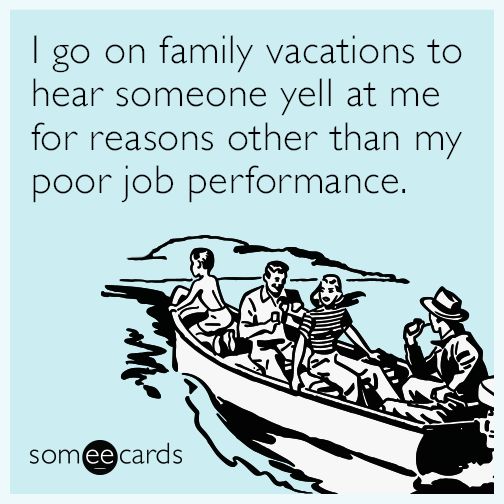 I go on family vacations to
hear someone yell at me
for reasons other than my
poor job performance.
someecards